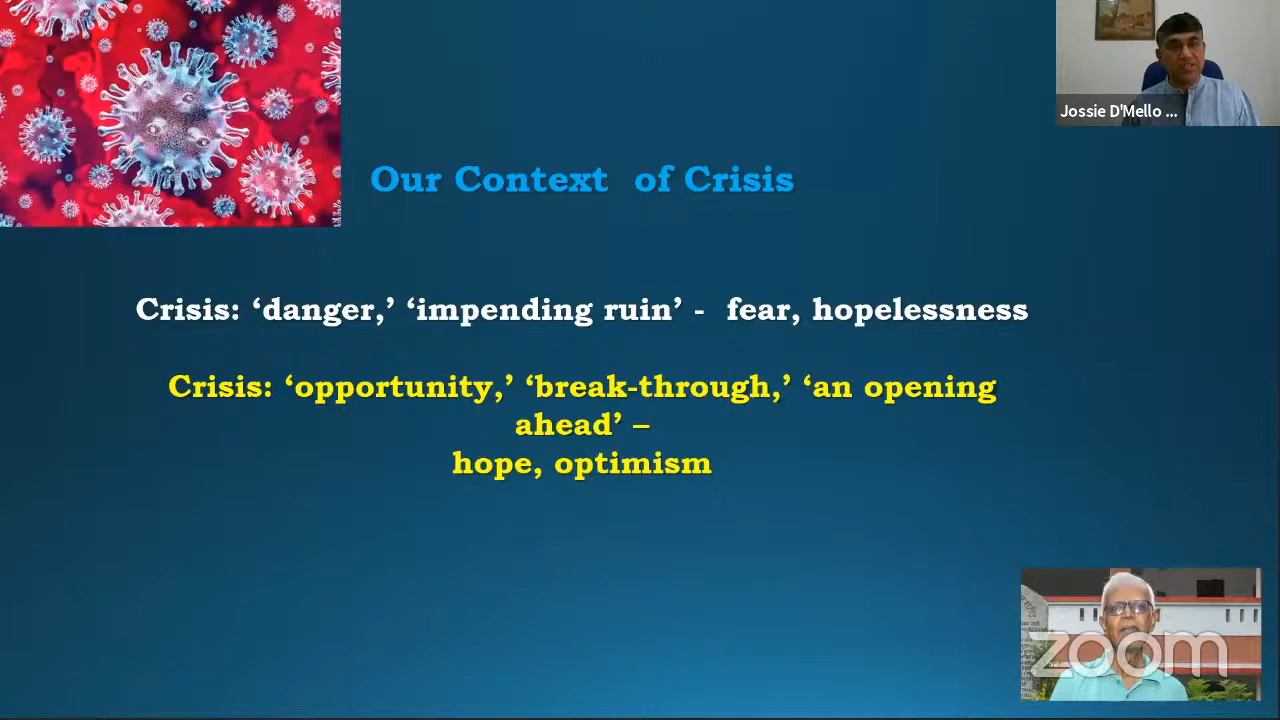 Jossie D'Mello ...
Our Context  of Crisis
Crisis: ‘danger,’ ‘impending ruin’ -  fear, hopelessness
Crisis: ‘opportunity,’ ‘break-through,’ ‘an opening
ahead’ –
hope, optimism
zoom